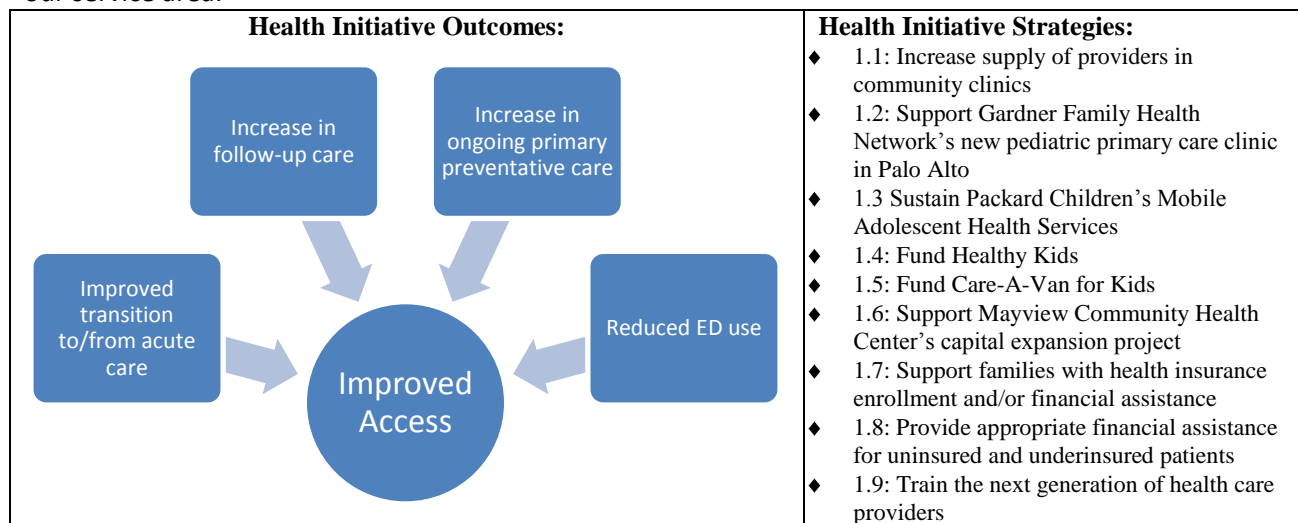 our service area.
Health Initiative Outcomes:
Increase in
follow-up care
Increase in
ongoing primary
preventative care
Improved
transition
to/from acute
care
Reduced ED use
Improved
Access
Health Initiative Strategies:
♦ 1.1: Increase supply of providers in
community clinics
♦ 1.2: Support Gardner Family Health
Network’s new pediatric primary care clinic
in Palo Alto
♦ 1.3 Sustain Packard Children’s Mobile
Adolescent Health Services
♦ 1.4: Fund Healthy Kids
♦ 1.5: Fund Care-A-Van for Kids
♦ 1.6: Support Mayview Community Health
Center’s capital expansion project
♦ 1.7: Support families with health insurance
enrollment and/or financial assistance
♦ 1.8: Provide appropriate financial assistance
for uninsured and underinsured patients
♦ 1.9: Train the next generation of health care
providers